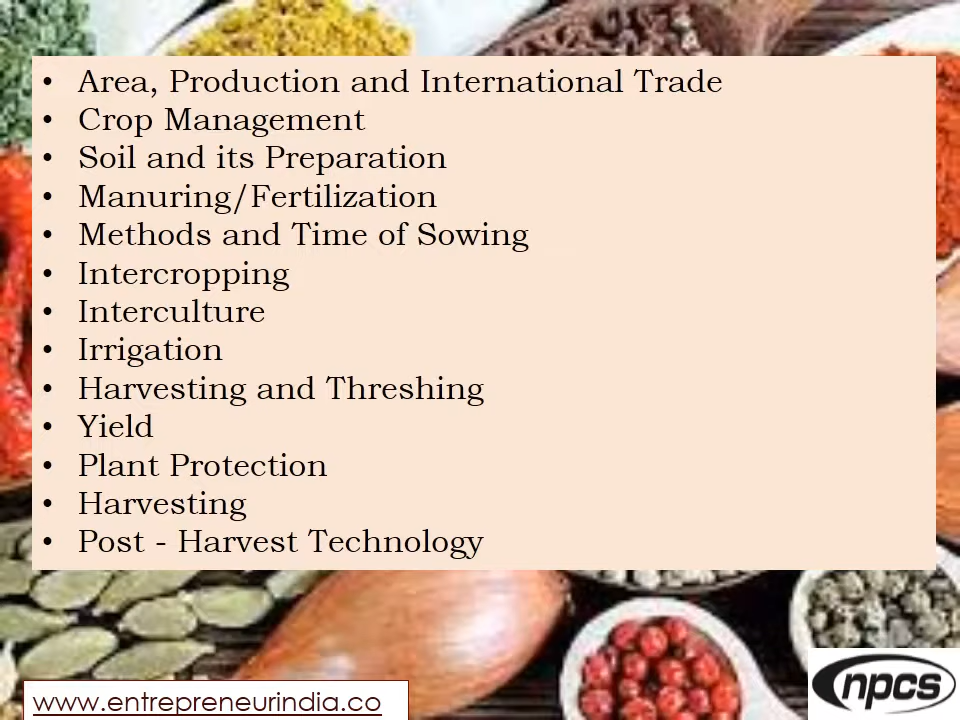 • Area, Production and International Trade
• Crop Management
• Soil and its Preparation
• Manuring/Fertilization
• Methods and Time of Sowing
• Intercropping
• Interculture
• Irrigation
• Harvesting and Threshing
• Yield
• Plant Protection
• Harvesting
• Post - Harvest Technology
www.entrepreneurindia.co
npcs